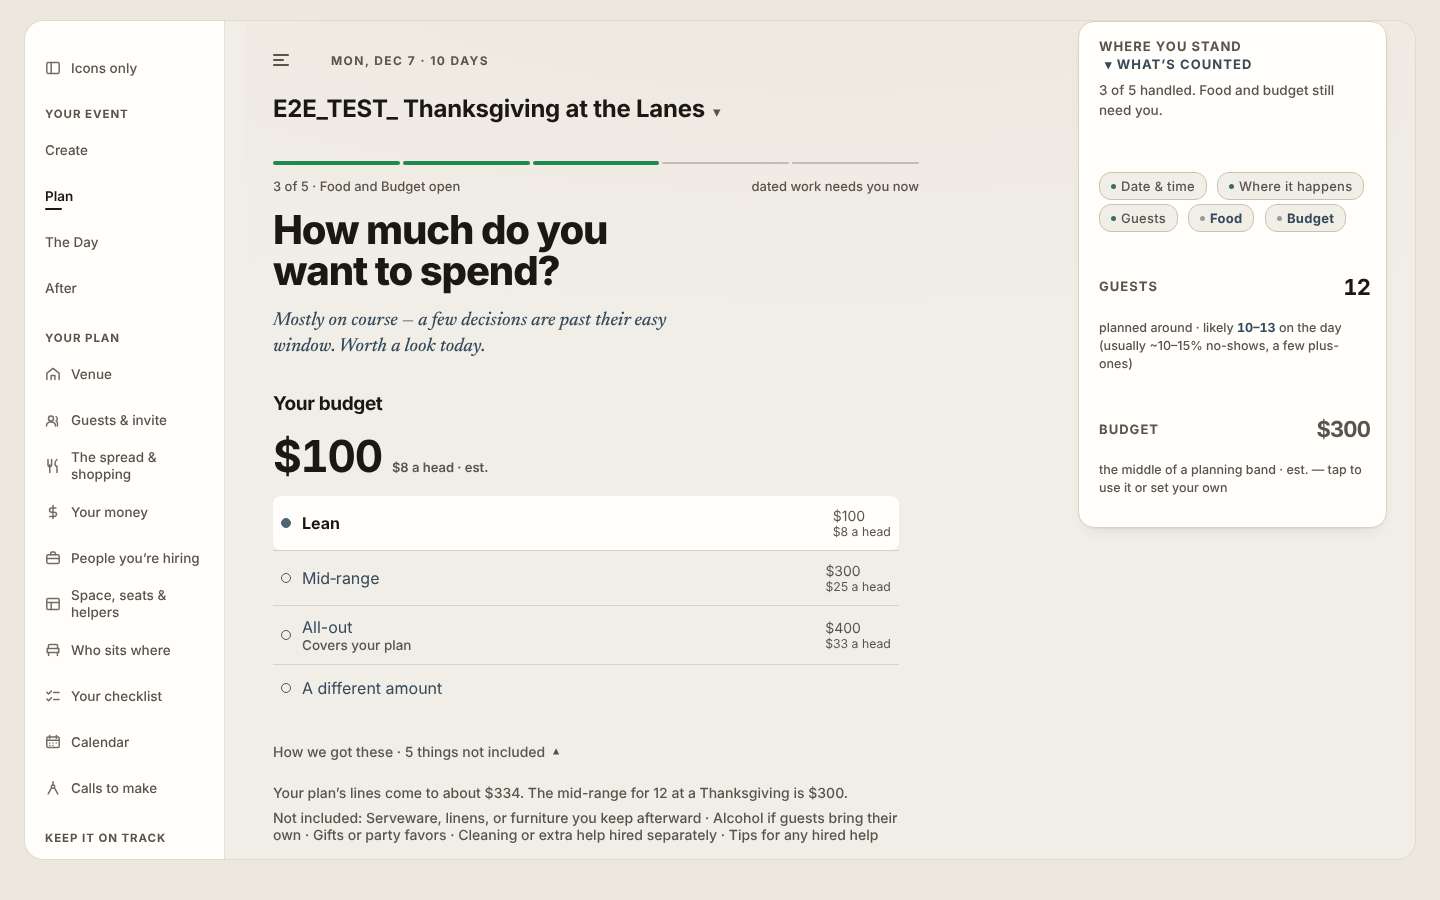 Icons only
YOUR EVENT
Create
Plan
The Day
After
YOUR PLAN
Venue
Guests & invite
The spread &
shopping
Your money
People you’re hiring
Space, seats &
helpers
Who sits where
Your checklist
Calendar
Calls to make
KEEP IT ON TRACK
MON, DEC 7 · 10 DAYS
E2E_TEST_ Thanksgiving at the Lanes ▾
3 of 5 · Food and Budget open
dated work needs you now
How much do you
want to spend?
Mostly on course — a few decisions are past their easy
window. Worth a look today.
Your budget
$100 $8 a head · est.
Lean
$100
$8 a head
Mid-range
$300
$25 a head
All-out
Covers your plan
$400
$33 a head
A different amount
How we got these · 5 things not included ▴
Your plan’s lines come to about $334. The mid-range for 12 at a Thanksgiving is $300.
Not included: Serveware, linens, or furniture you keep afterward · Alcohol if guests bring their
own · Gifts or party favors · Cleaning or extra help hired separately · Tips for any hired help
WHERE YOU STAND
▾ WHAT’S COUNTED
3 of 5 handled. Food and budget still
need you.
Date & time
Where it happens
Guests
Food
Budget
GUESTS 12
planned around · likely 10–13 on the day
(usually ~10–15% no-shows, a few plus-
ones)
BUDGET $300
the middle of a planning band · est. — tap to
use it or set your own